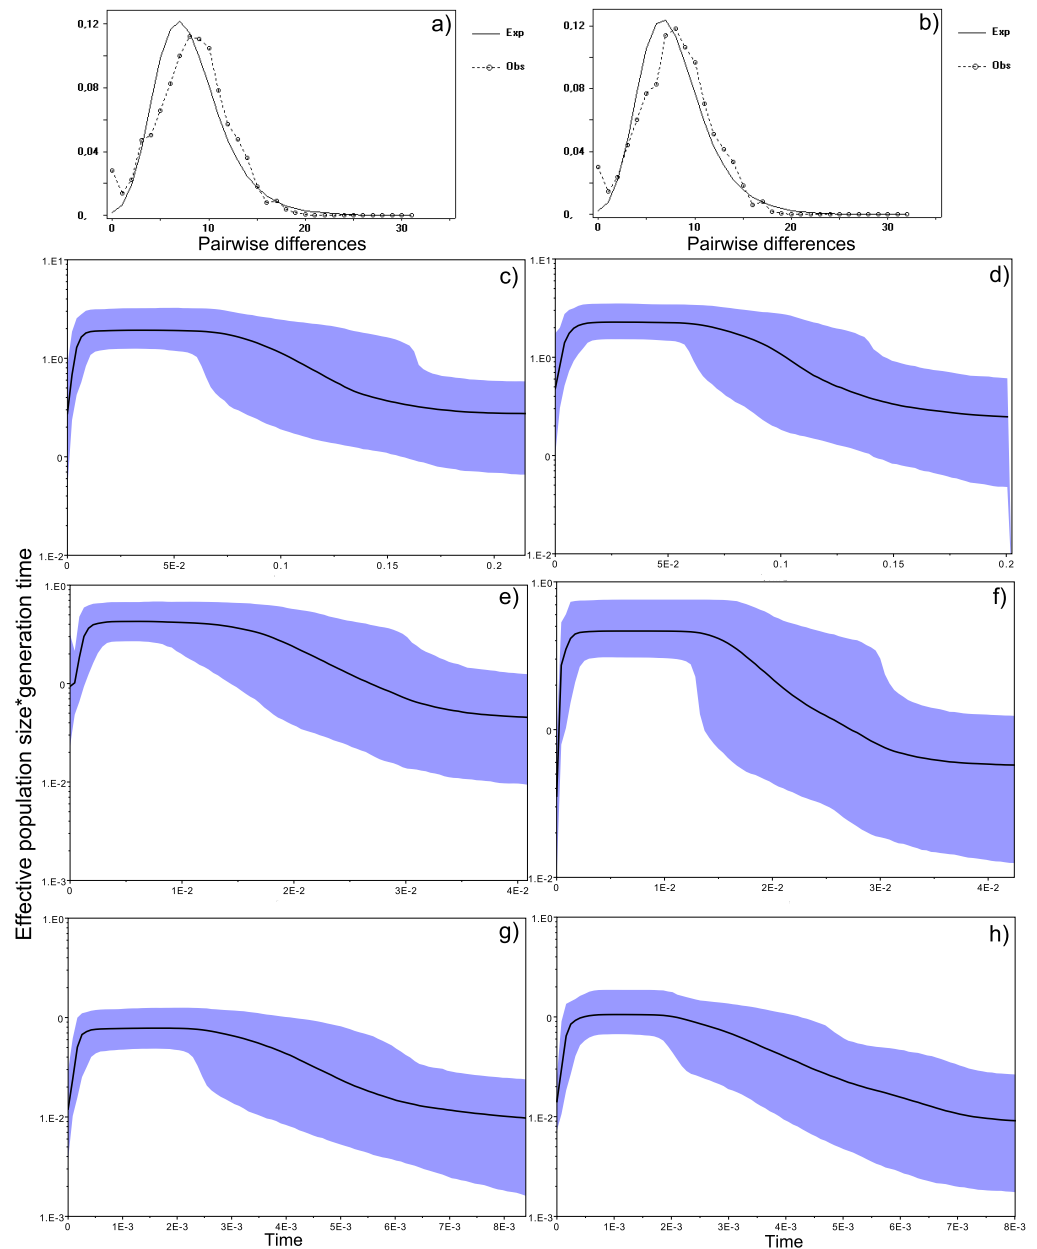 a)
0,12
0,08
0,04
0,
0
10
20
30
Pairwise differences
Exp
Obs
b)
0,12
0,08
0,04
0,
0
10
20
30
Pairwise differences
Exp
Obs
Effective population size*generation time
c)
1.E1
1.E0
0
1.E-2
0
5E-2
0.1
0.15
0.2
d)
1.E1
1.E0
0
1.E-2
0
5E-2
0.1
0.15
0.2
e)
1.E0
0
1.E-2
1.E-3
0
1E-2
2E-2
3E-2
4E-2
f)
1.E0
0
1.E-2
0
1E-2
2E-2
3E-2
4E-2
g)
1.E0
0
1.E-2
1.E-3
0
1E-3
2E-3
3E-3
4E-3
5E-3
6E-3
7E-3
8E-3
Time
h)
1.E0
0
1.E-2
1.E-3
0
1E-3
2E-3
3E-3
4E-3
5E-3
6E-3
7E-3
8E-3
Time